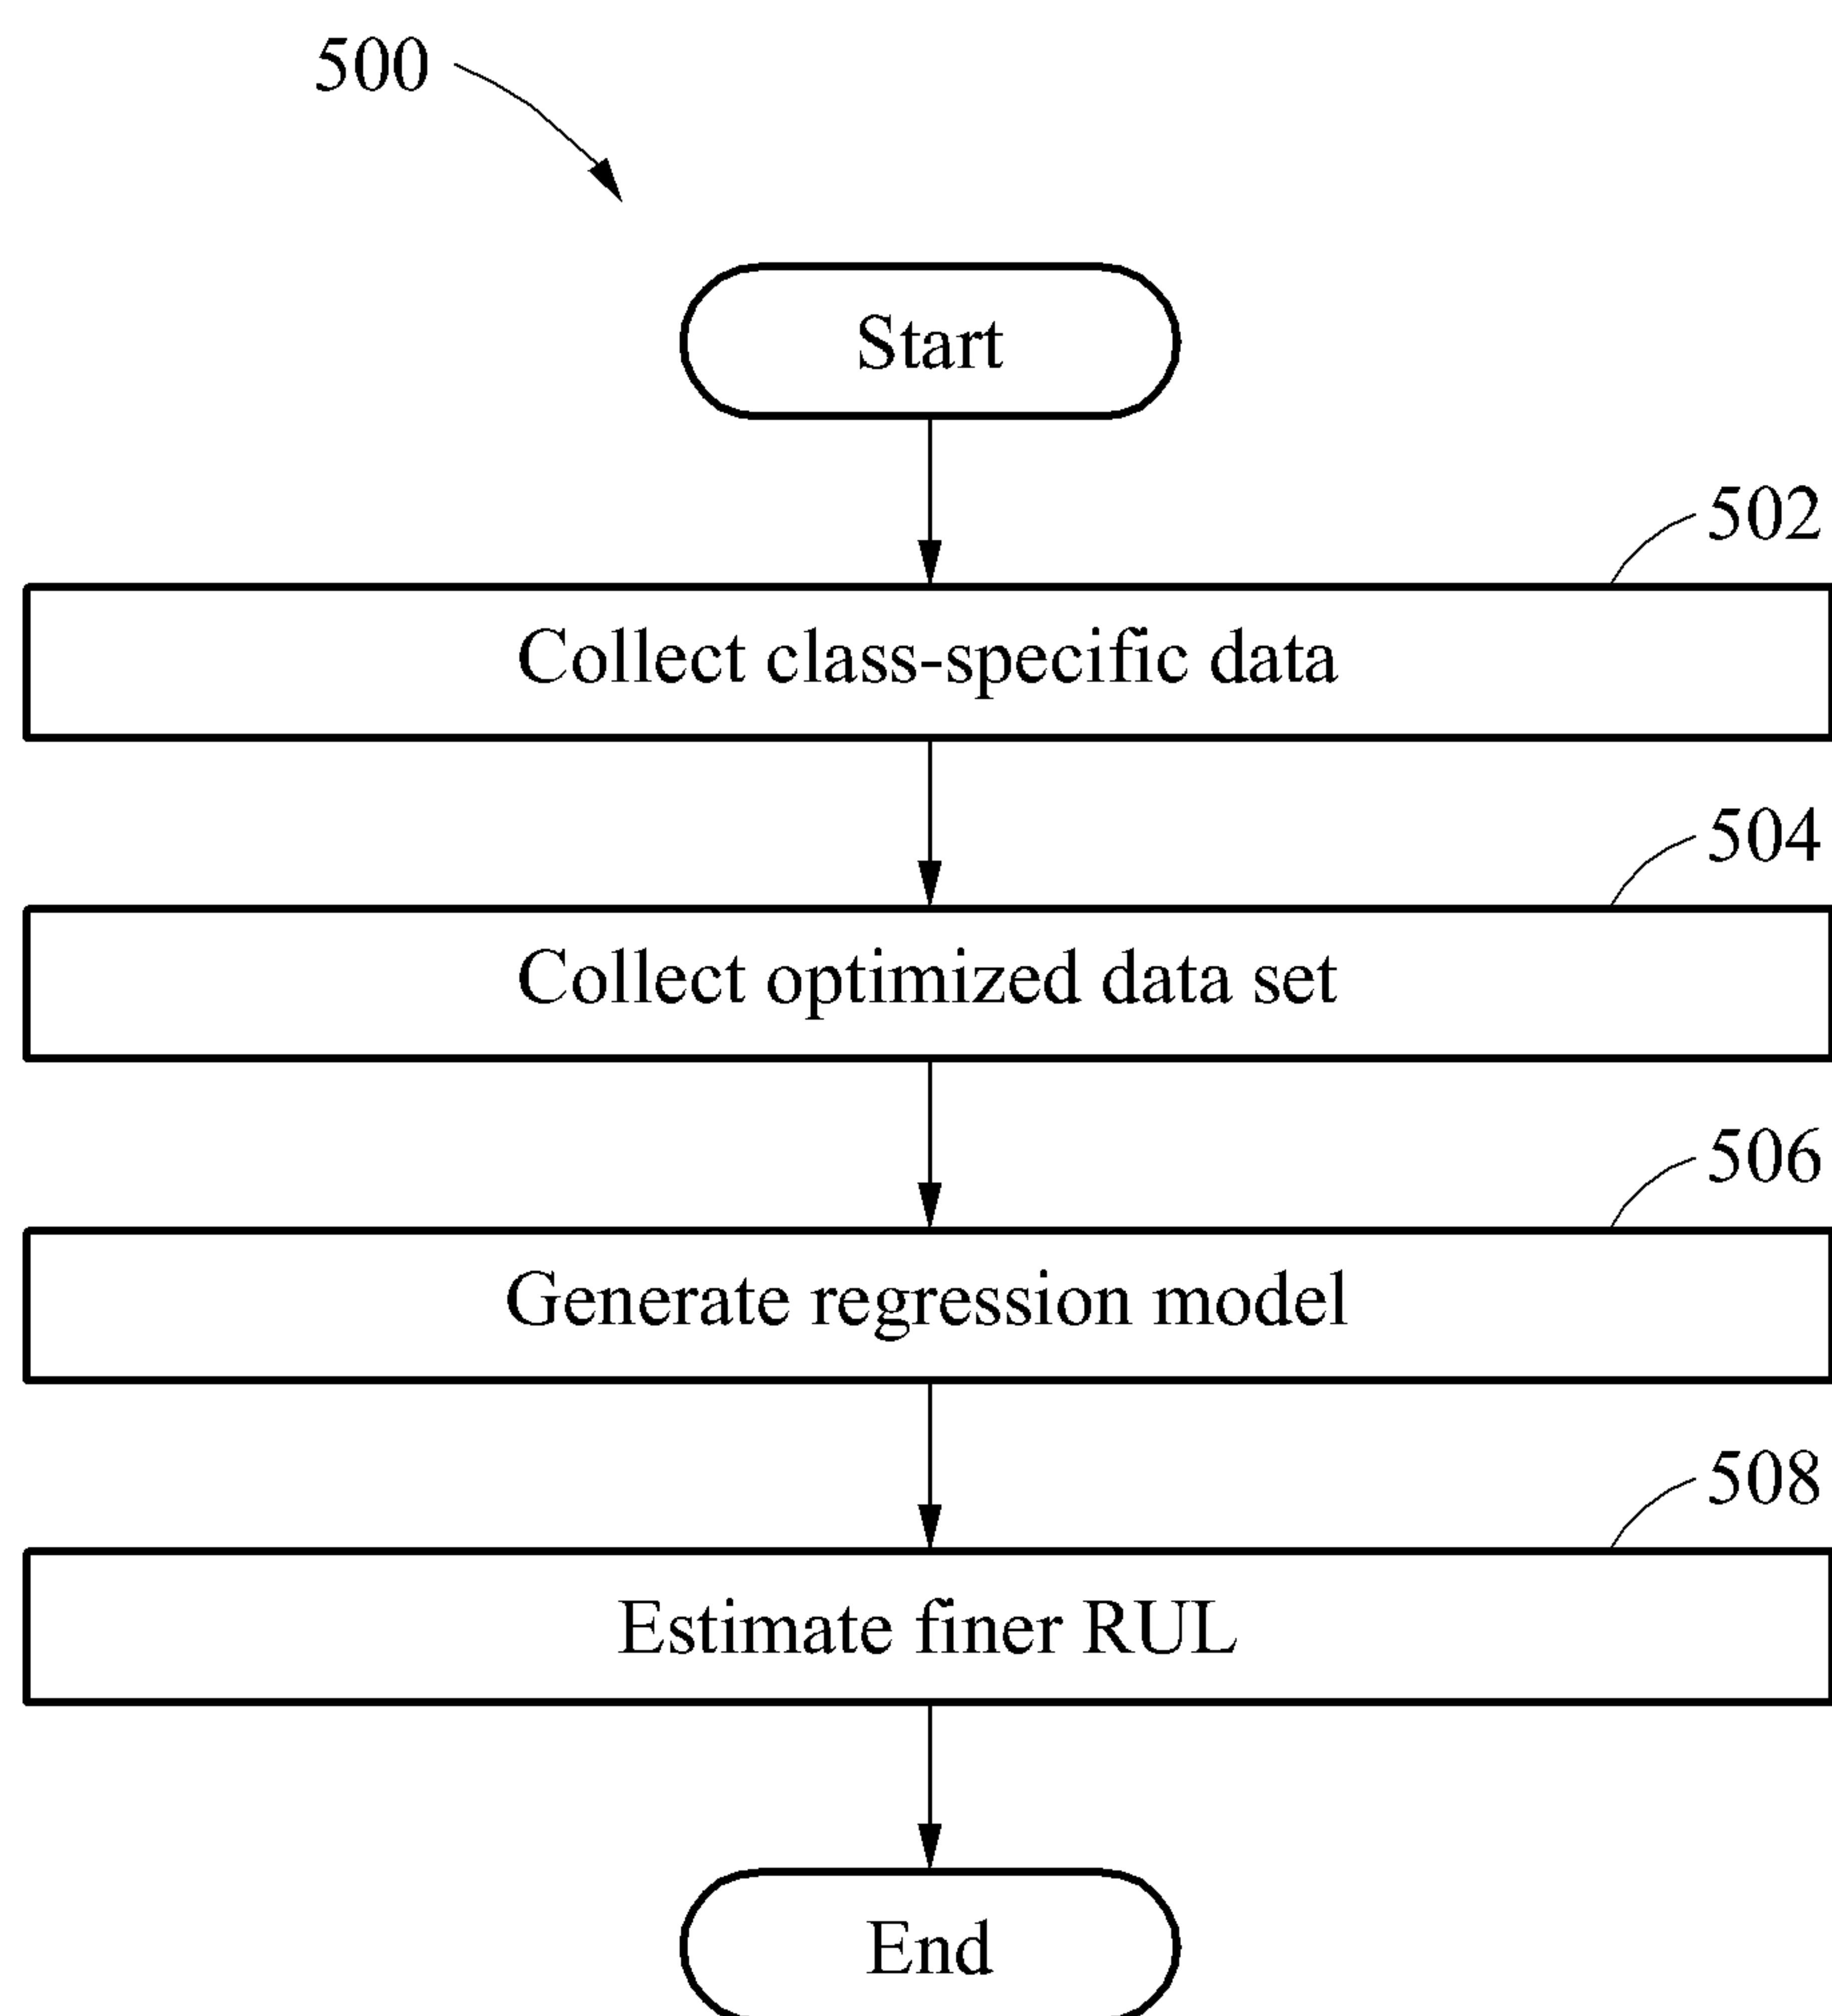 500
Start
502
Collect class-specific data
504
Collect optimized data set
506
Generate regression model
508
Estimate finer RUL
End